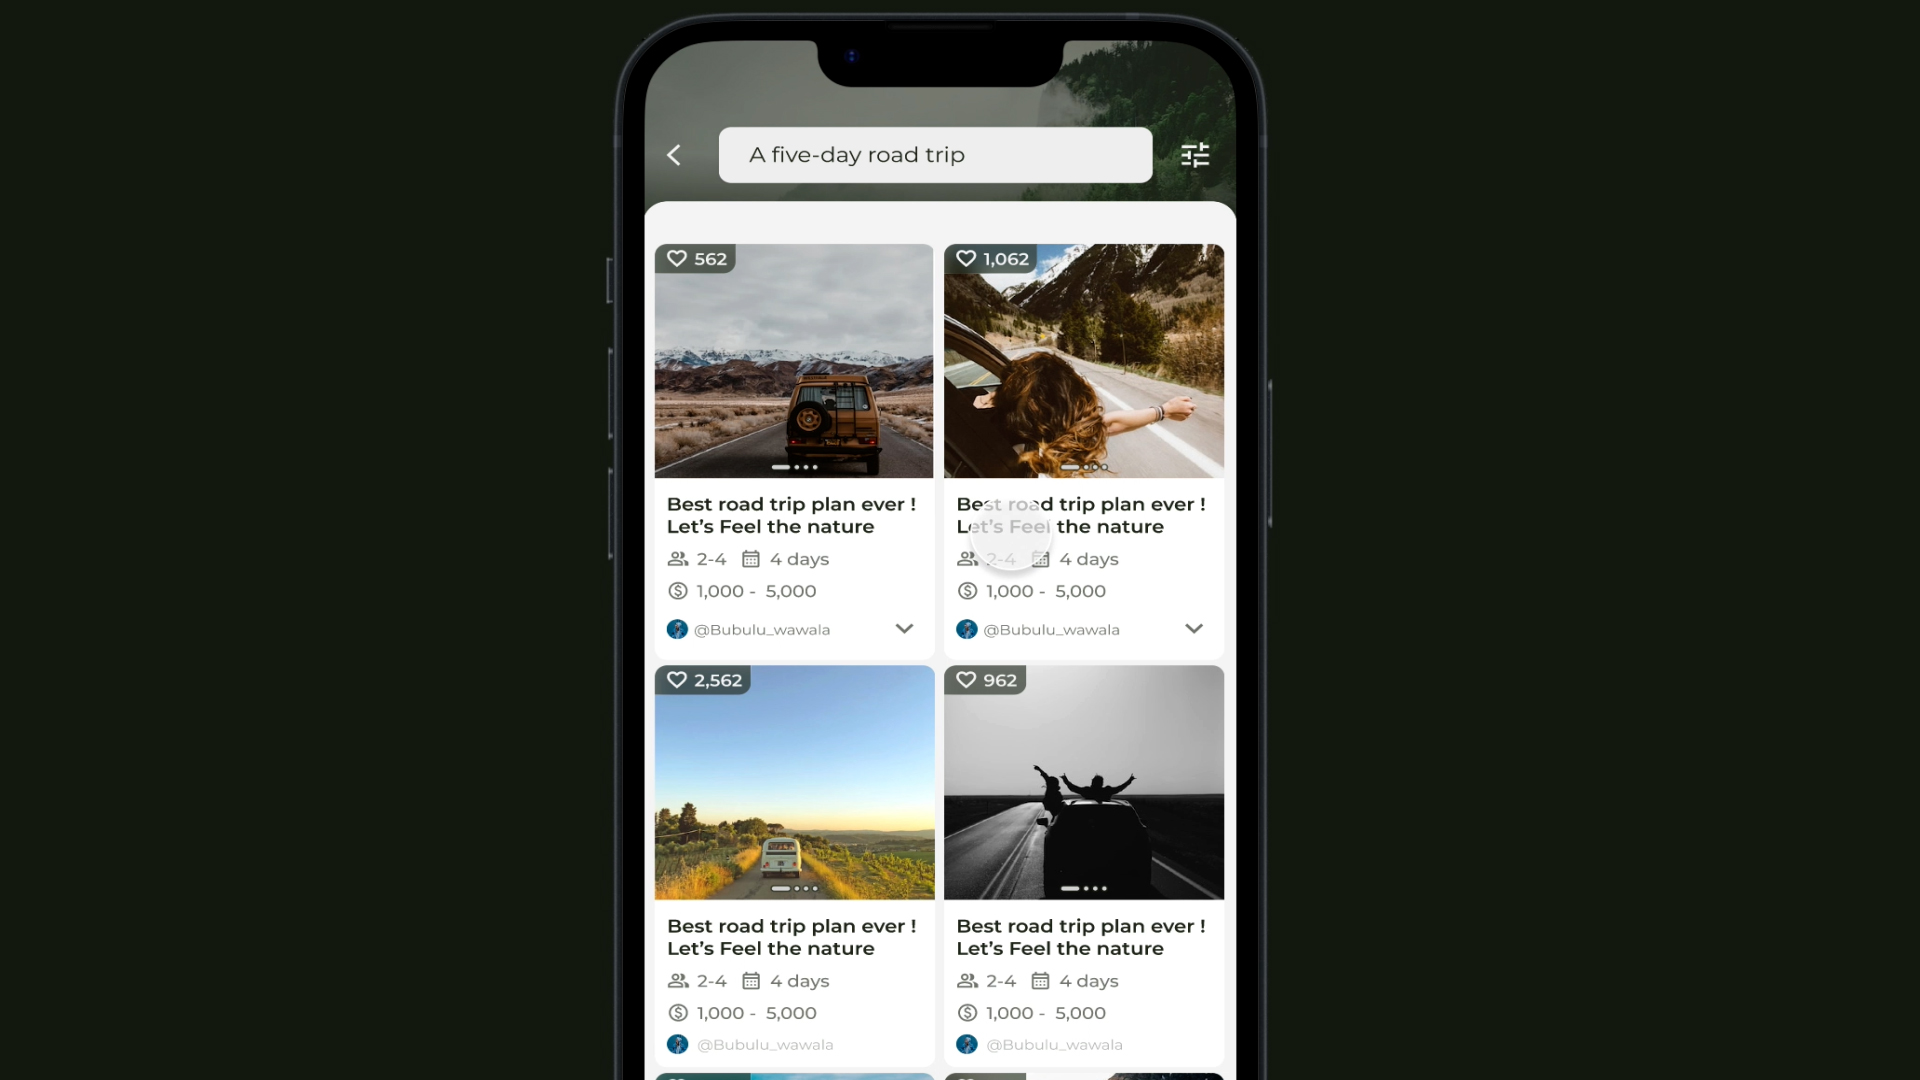 A five-day road trip
562
1,062
Best road trip plan ever !
Let's Feel the nature
2-4 4 days
1,000 - 5,000
@Bubulu_wawala
Best road trip plan ever !
Let's Feel the nature
2-4 4 days
1,000 - 5,000
@Bubulu_wawala
2,562
962
Best road trip plan ever !
Let's Feel the nature
2-4 4 days
1,000 - 5,000
@Bubulu_wawala
Best road trip plan ever !
Let's Feel the nature
2-4 4 days
1,000 - 5,000
@Bubulu_wawala